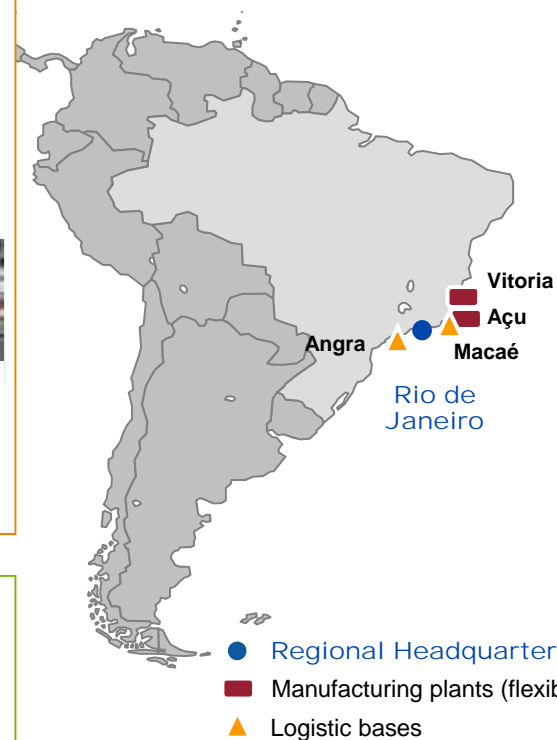 Vitoria
Açu
Angra
Macaé
Rio de
Janeiro
Regional Headquarter
Manufacturing plants (flexib
Logistic bases